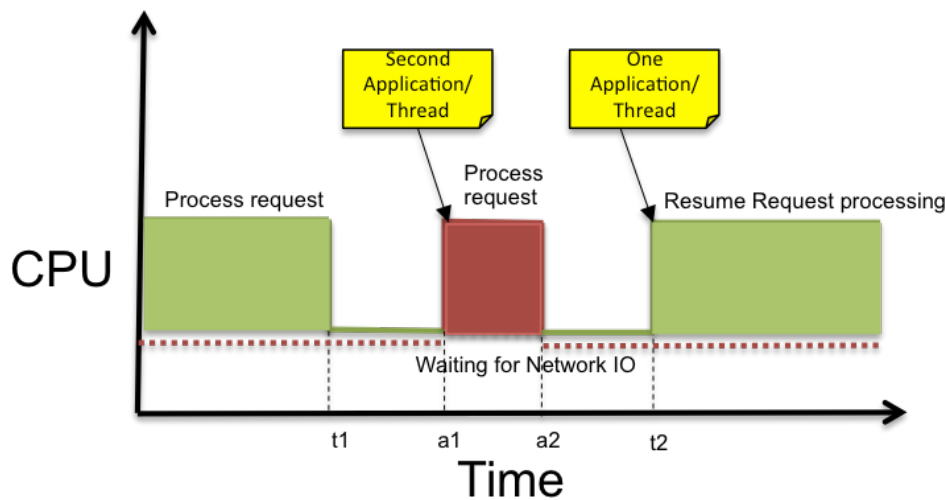 Second
Application/
Thread
One
Application/
Thread
Process request
Process
request
Resume Request processing
CPU
Waiting for Network IO
t1
a1
a2
t2
Time